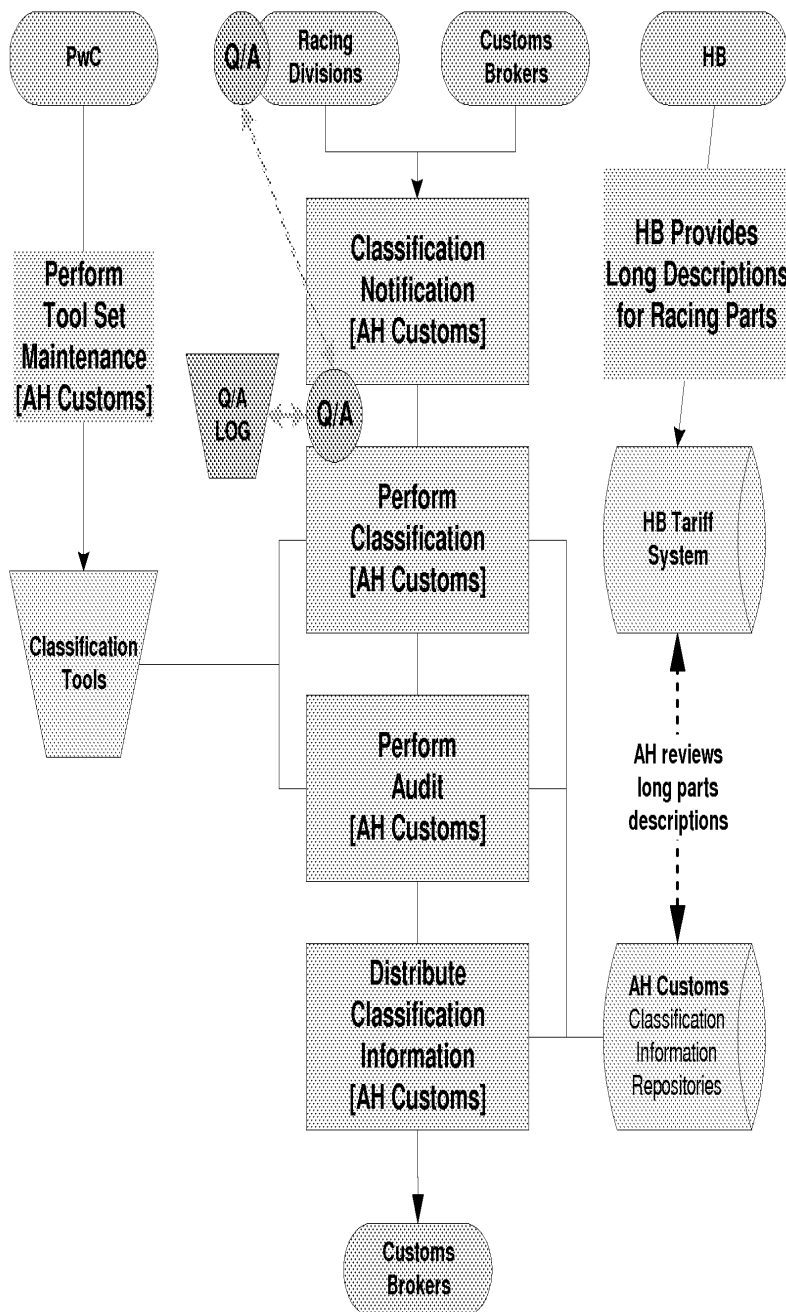 PwC
Q/A
Racing
Divisions
Customs
Brokers
HB
Classification
Notification
[AH Customs]
HB Provides
Long Descriptions
for Racing Parts
Perform
Tool Set
Maintenance
[AH Customs]
Q/A
LOG
Q/A
Perform
Classification
[AH Customs]
HB Tariff
System
Classification
Tools
Perform
Audit
[AH Customs]
AH reviews
long parts
descriptions
Distribute
Classification
Information
[AH Customs]
AH Customs
Classification
Information
Repositories
Customs
Brokers